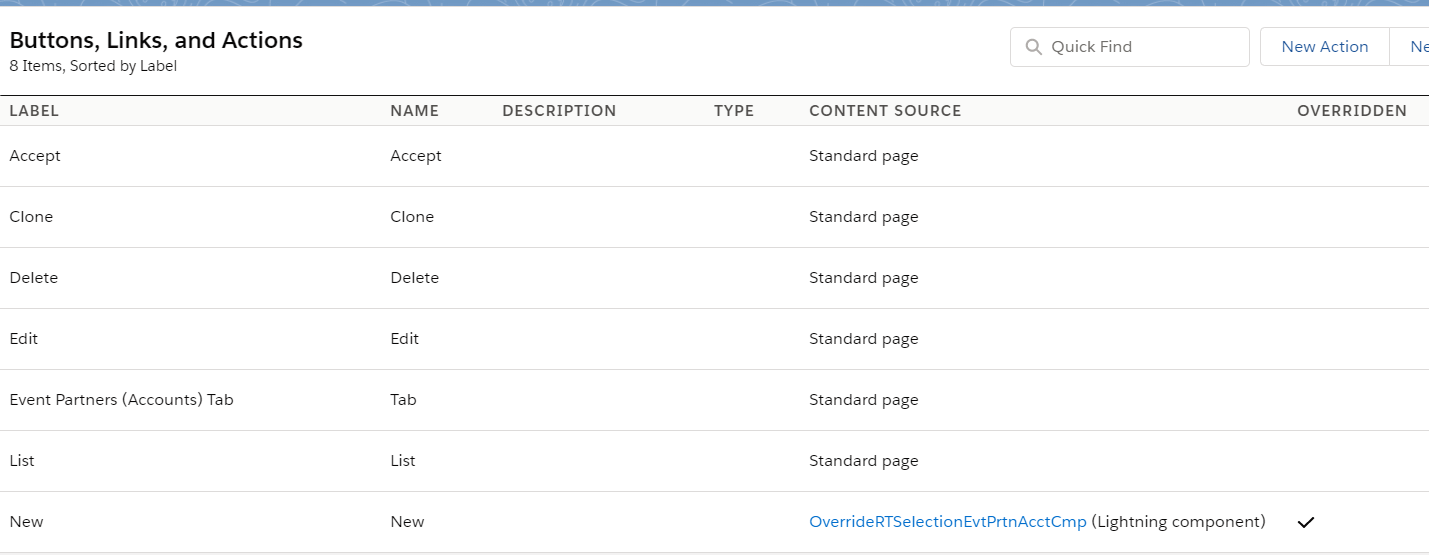 Buttons, Links, and Actions
8 Items, Sorted by Label
Quick Find
New Action
Ne
LABEL NAME DESCRIPTION TYPE CONTENT SOURCE OVERRIDDEN
Accept Accept Standard page
Clone Clone Standard page
Delete Delete Standard page
Edit Edit Standard page
Event Partners (Accounts) Tab Tab Standard page
List List Standard page
New New OverrideRTSelectionEvtPrtnAcctCmp (Lightning component)